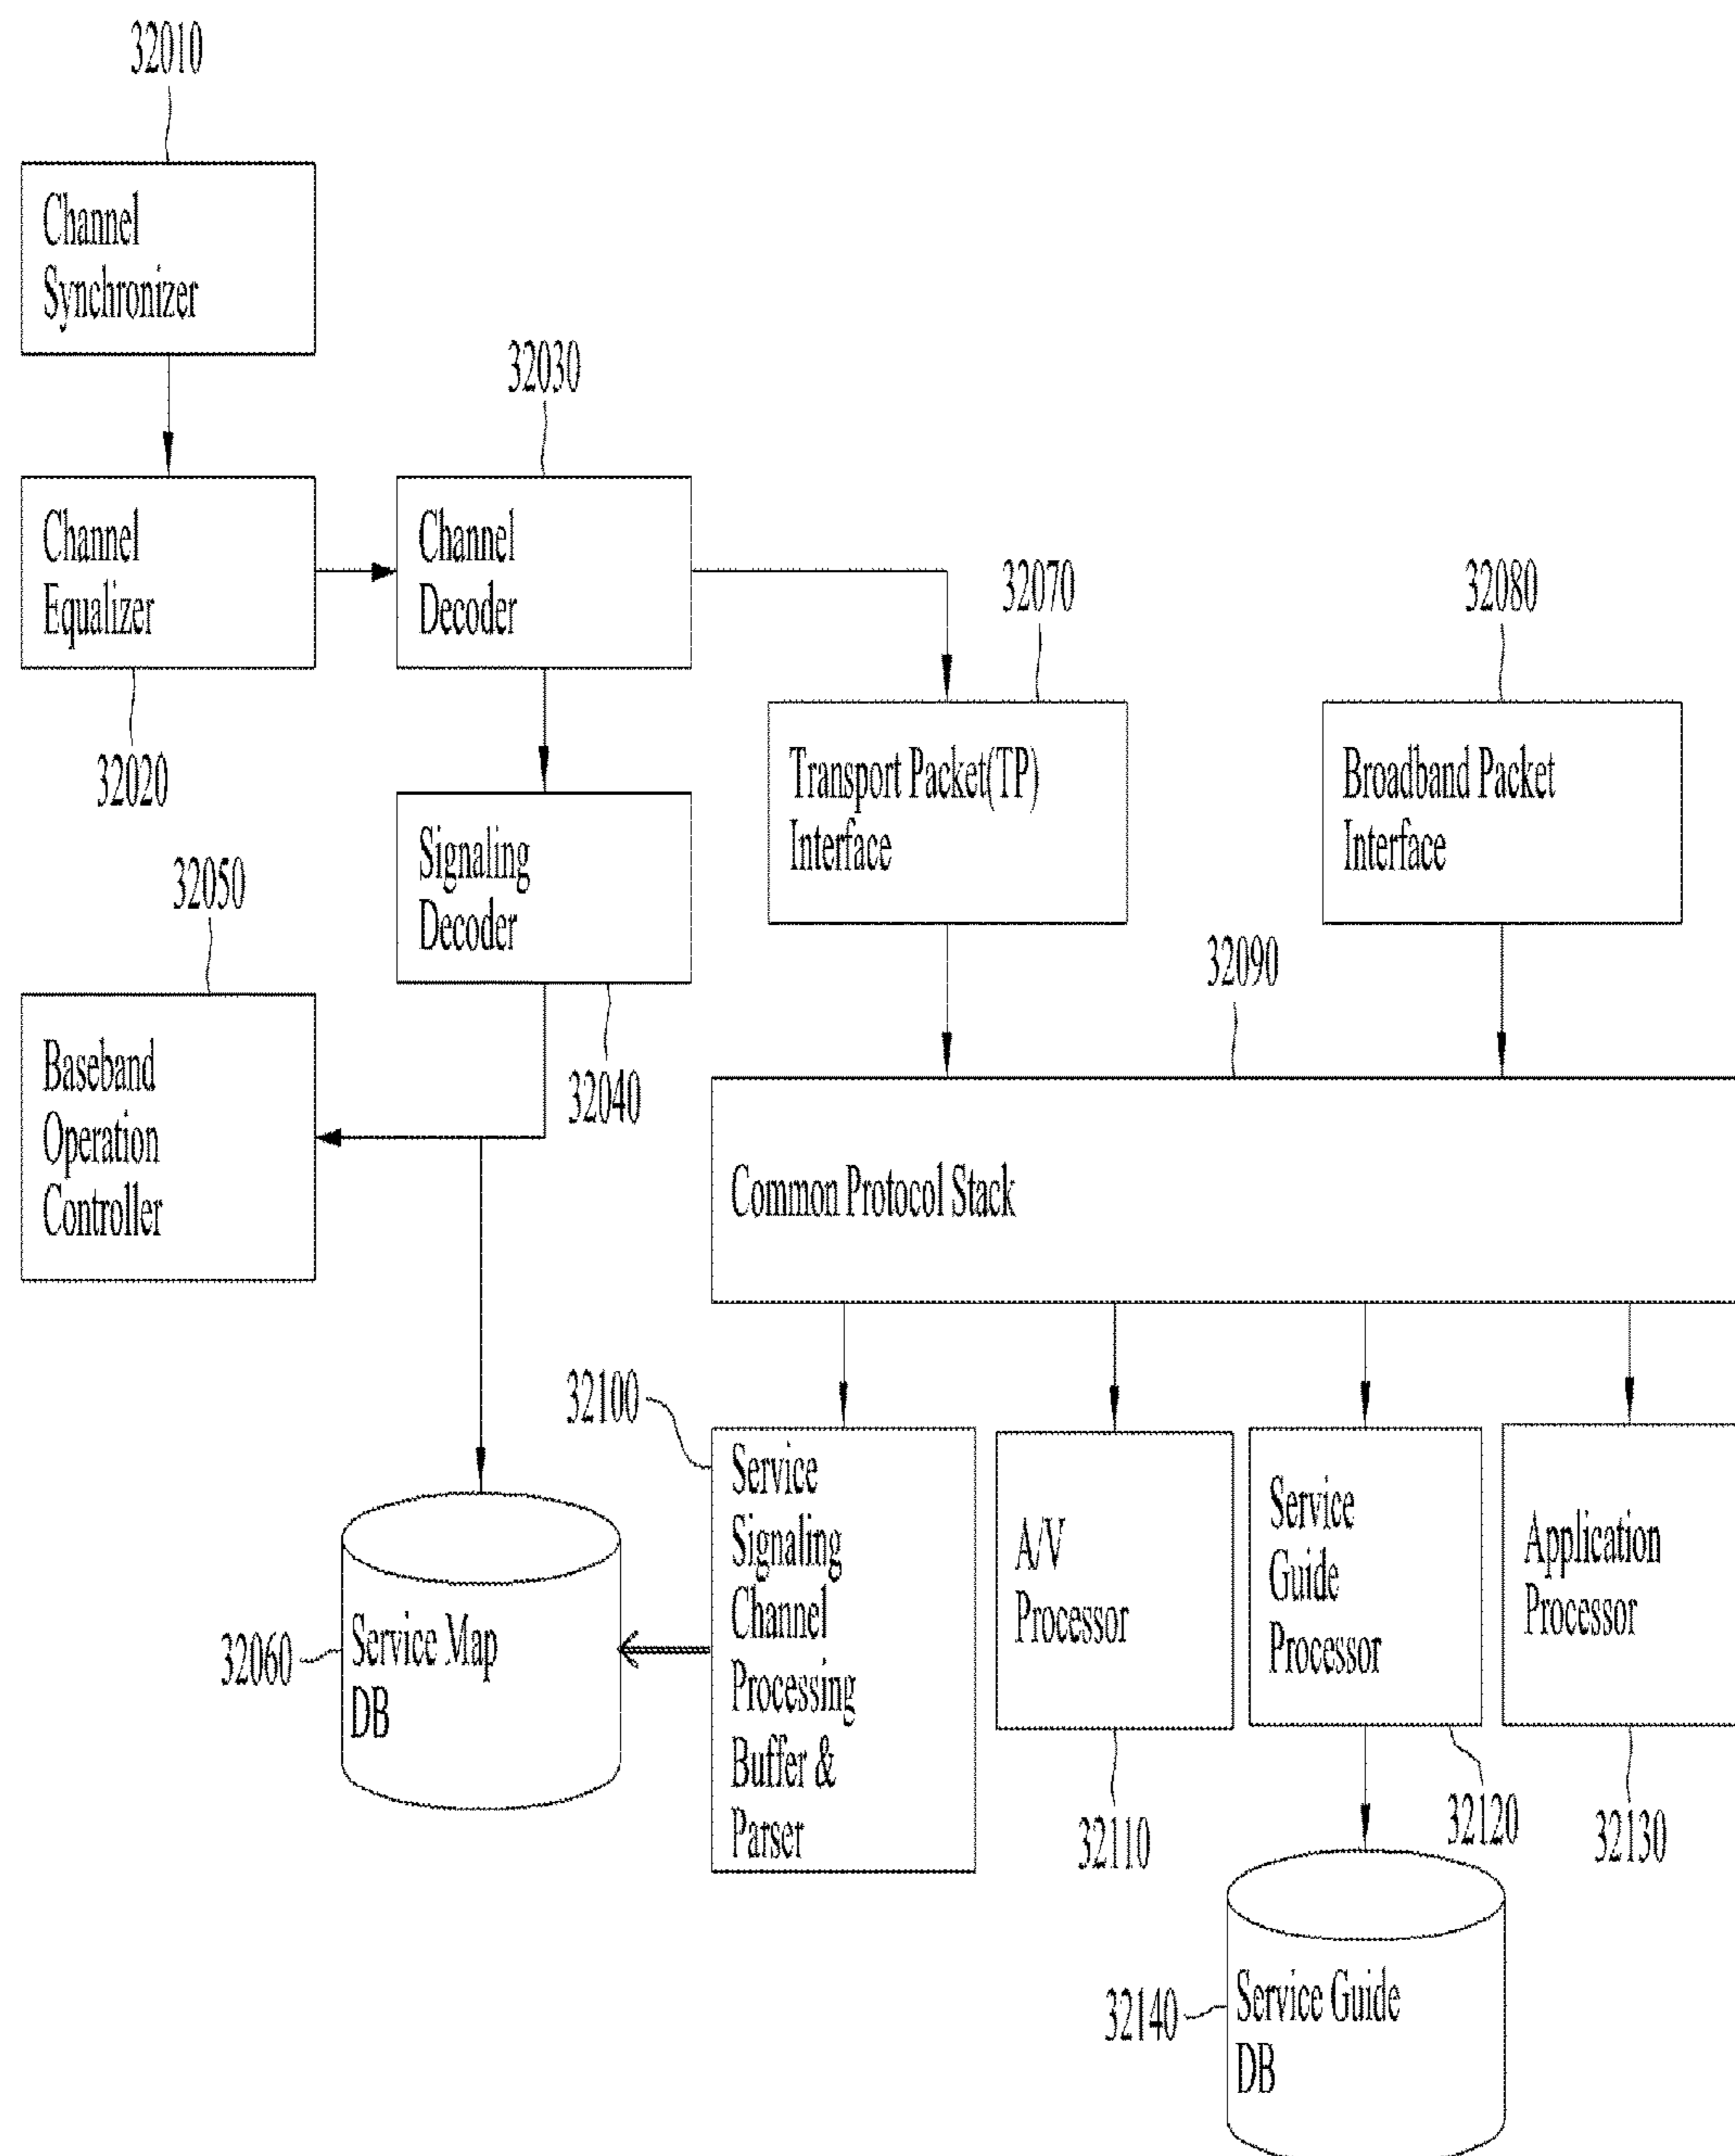 32010
Channel
Synchronizer
32030
Channel
Equalizer
32020
Channel
Decoder
32070
32080
Transport Packet(TP)
Interface
Broadband Packet
Interface
Signaling
Decoder
32040
32050
Baseband
Operation
Controller
32090
Common Protocol Stack
32100
Service
Signaling
Channel
Processing
Buffer &
Parser
A/V
Processor
Service
Guide
Processor
Application
Processor
32060
Service Map
DB
32110
32120
32130
32140
Service Guide
DB